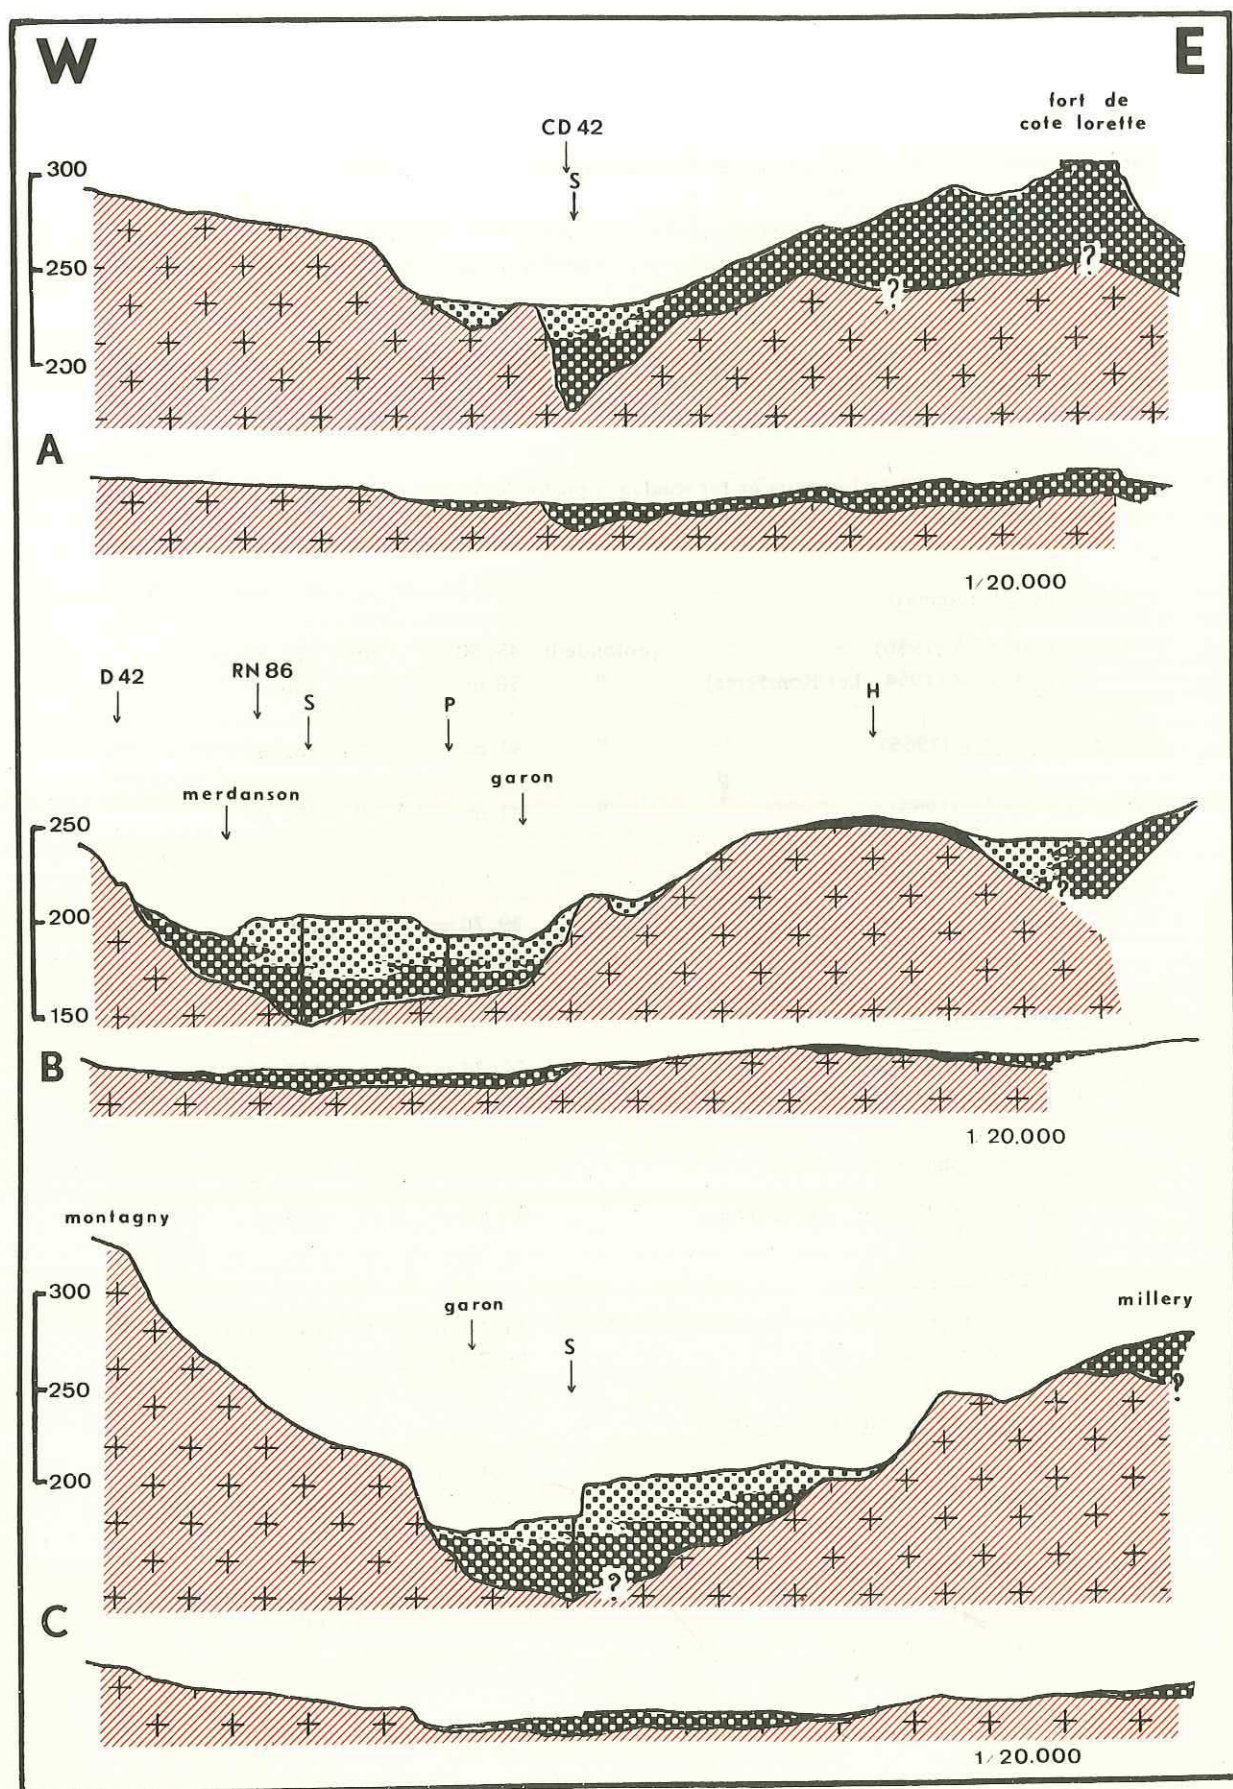 W
E
fort de
cote lorette
CD 42
S
300
250
200
?
?
A
1/20.000
D 42
RN 86
S
P
H
merdanson
garon
250
200
150
?
B
1/20.000
montagny
garon
S
millery
300
250
200
?
?
C
1/20.000